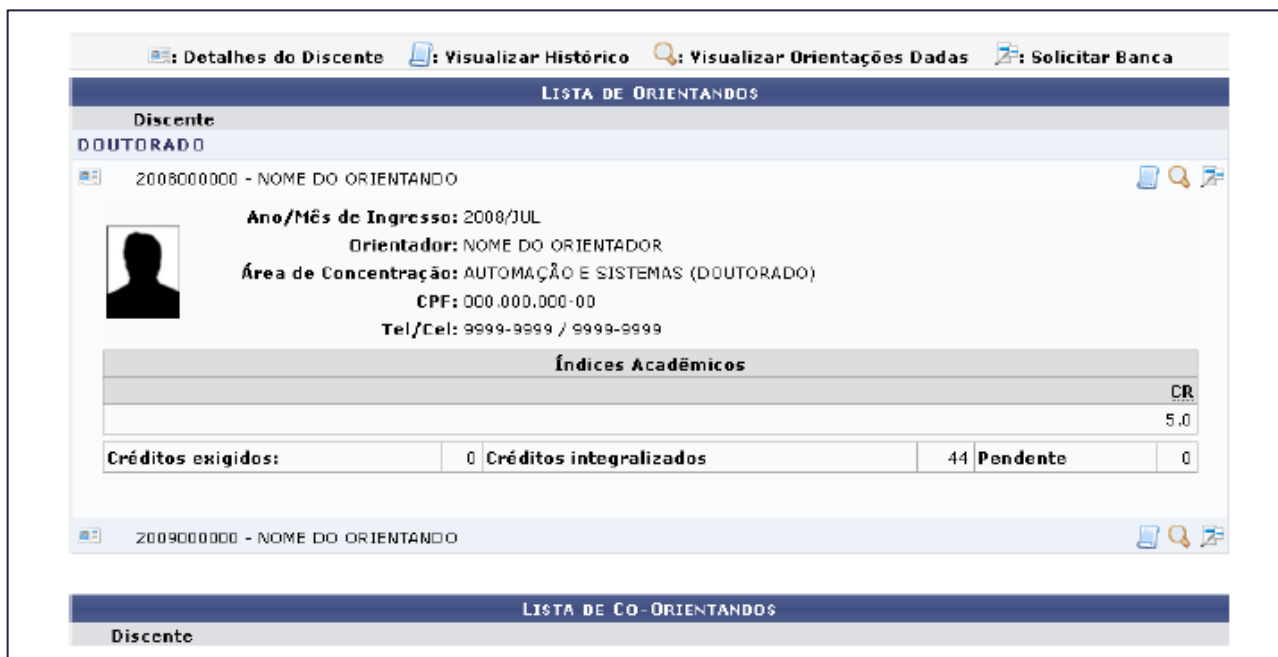 : Detalhes do Discente : Visualizar Histórico : Visualizar Orientações Dadas : Solicitar Banca
LISTA DE ORIENTANDOS
Discente
DOUTORADO
2008000000 - NOME DO ORIENTANDO
Ano/Mês de Ingresso: 2008/JUL
Orientador: NOME DO ORIENTADOR
Área de Concentração: AUTOMAÇÃO E SISTEMAS (DOUTORADO)
CPF: 000.000.000-00
Tel/Cel: 9999-9999 / 9999-9999
Índices Acadêmicos
CR
5.0
Créditos exigidos: 0 Créditos integralizados 44 Pendente 0
2009000000 - NOME DO ORIENTANDO
LISTA DE CO-ORIENTANDOS
Discente